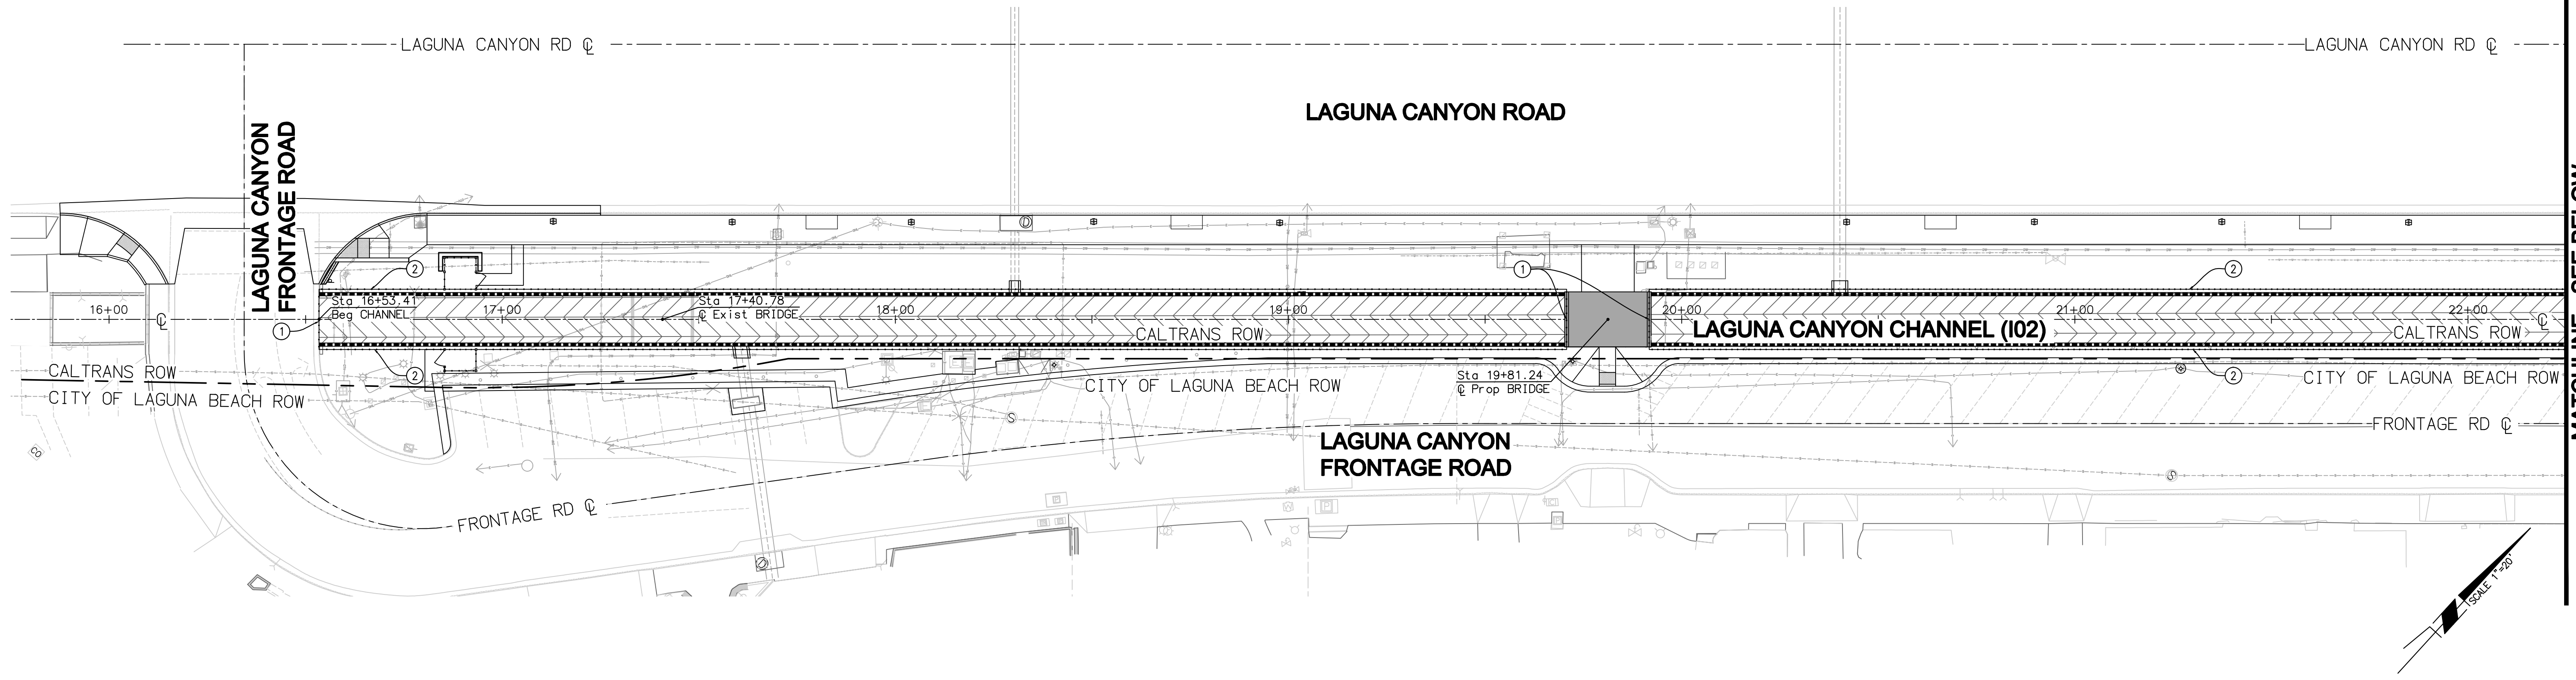 LAGUNA CANYON RD ℄
LAGUNA CANYON RD ℄
LAGUNA CANYON ROAD
LAGUNA CANYON
FRONTAGE ROAD
2
2
1
Sta 16+53.41
Beg CHANNEL
Sta 17+40.78
℄ Exist BRIDGE
1
16+00
℄
17+00
18+00
19+00
20+00
21+00
22+00
℄
CALTRANS ROW
LAGUNA CANYON CHANNEL (I02)
CALTRANS ROW
CALTRANS ROW
CITY OF LAGUNA BEACH ROW
2
Sta 19+81.24
℄ Prop BRIDGE
CITY OF LAGUNA BEACH ROW
2
CITY OF LAGUNA BEACH ROW
S
FRONTAGE RD ℄
LAGUNA CANYON
FRONTAGE ROAD
CO
S
FRONTAGE RD ℄
SCALE 1"=20'